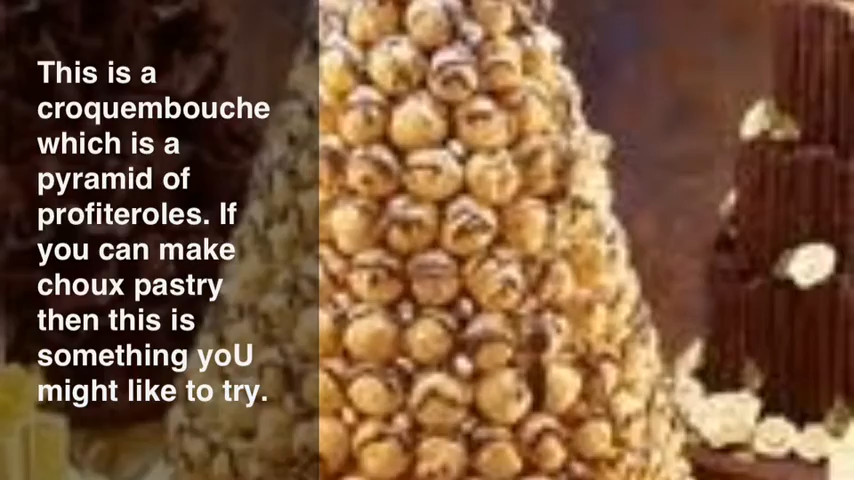 This is a
croquembouche
which is a
pyramid of
profiteroles. If
you can make
choux pastry
then this is
something yoU
might like to try.